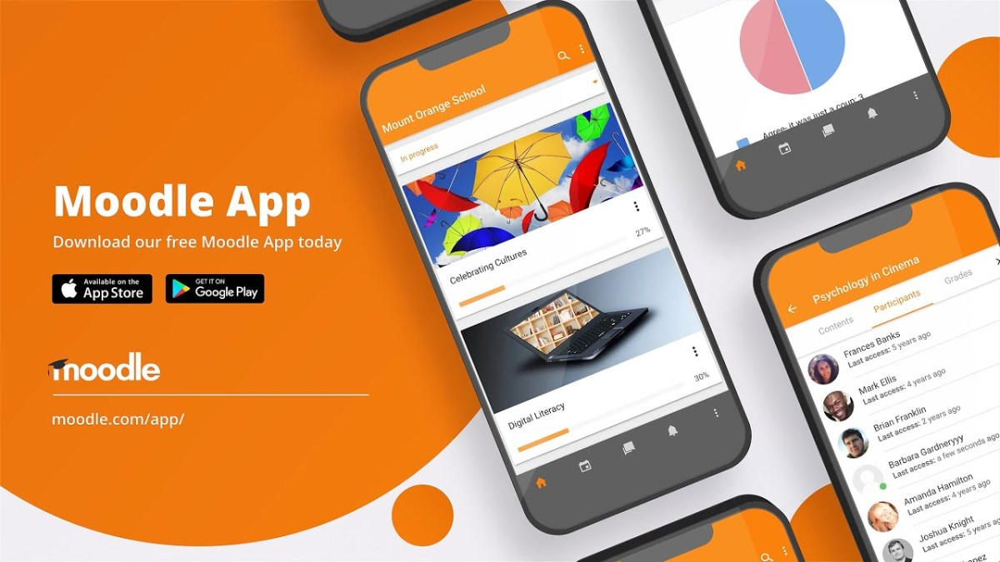 Moodle App
Download our free Moodle App today
Available on the
App Store
GET IT ON
Google Play
moodle
moodle.com/app/
Mount Orange School
In progress
27%
Celebrating Cultures
30%
Digital Literacy
Agree- it was just a coup: 3
Psychology in Cinema
Contents
Participants
Grades
Frances Banks
Last access: 5 years ago
Mark Ellis
Last access: 4 years ago
Brian Franklin
Last access: 2 years ago
Barbara Gardneryyy
Last access: a few seconds ago
Amanda Hamilton
Last access: 4 years ago
Joshua Knight
Last access: 5 years